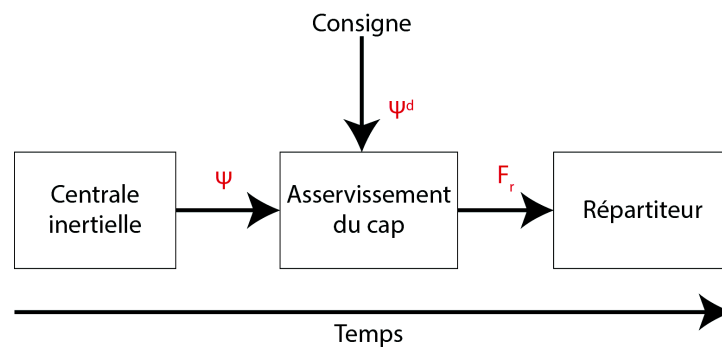 Consigne
Ψᵈ
Centrale
inertielle
Ψ
Asservissement
du cap
Fᵣ
Répartiteur
Temps